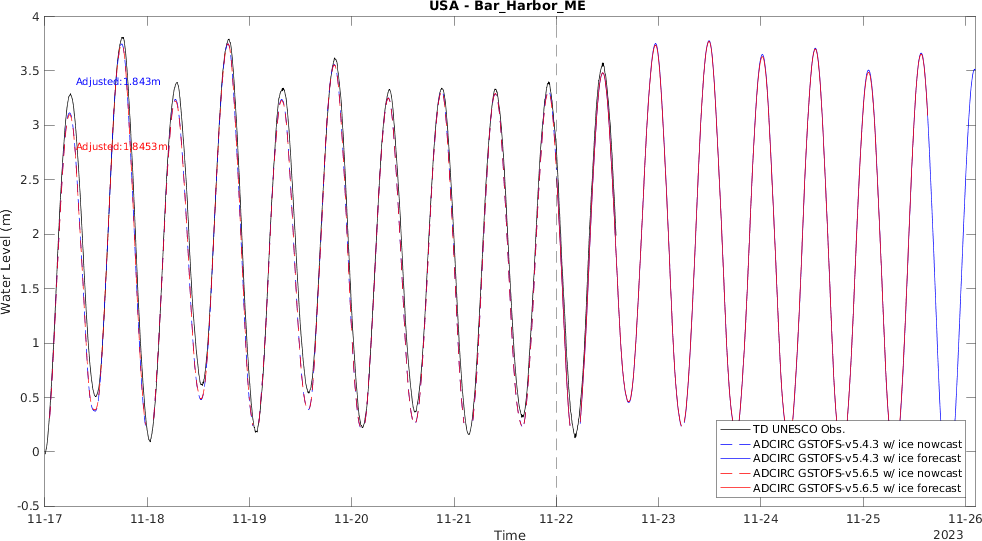 USA - Bar_Harbor_ME
4
3.5
3
2.5
2
1.5
1
0.5
0
-0.5
Water Level (m)
Adjusted:1.843m
Adjusted:1.8453m
TD UNESCO Obs.
ADCIRC GSTOFS-v5.4.3 w/ ice nowcast
ADCIRC GSTOFS-v5.4.3 w/ ice forecast
ADCIRC GSTOFS-v5.6.5 w/ ice nowcast
ADCIRC GSTOFS-v5.6.5 w/ ice forecast
11-17 11-18 11-19 11-20 11-21 11-22 11-23 11-24 11-25 11-26
Time
2023